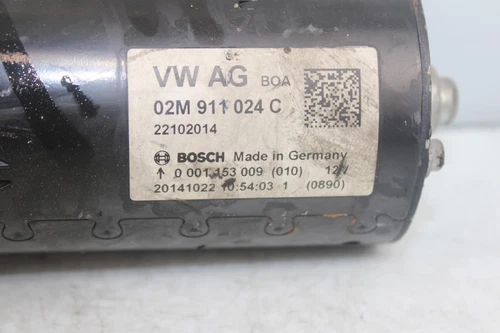 VW AG BOA
02M 911 024 C
22102014
BOSCH Made in Germany
0 001 153 009 (010) 12V
20141022 10:54:03 1 (0890)